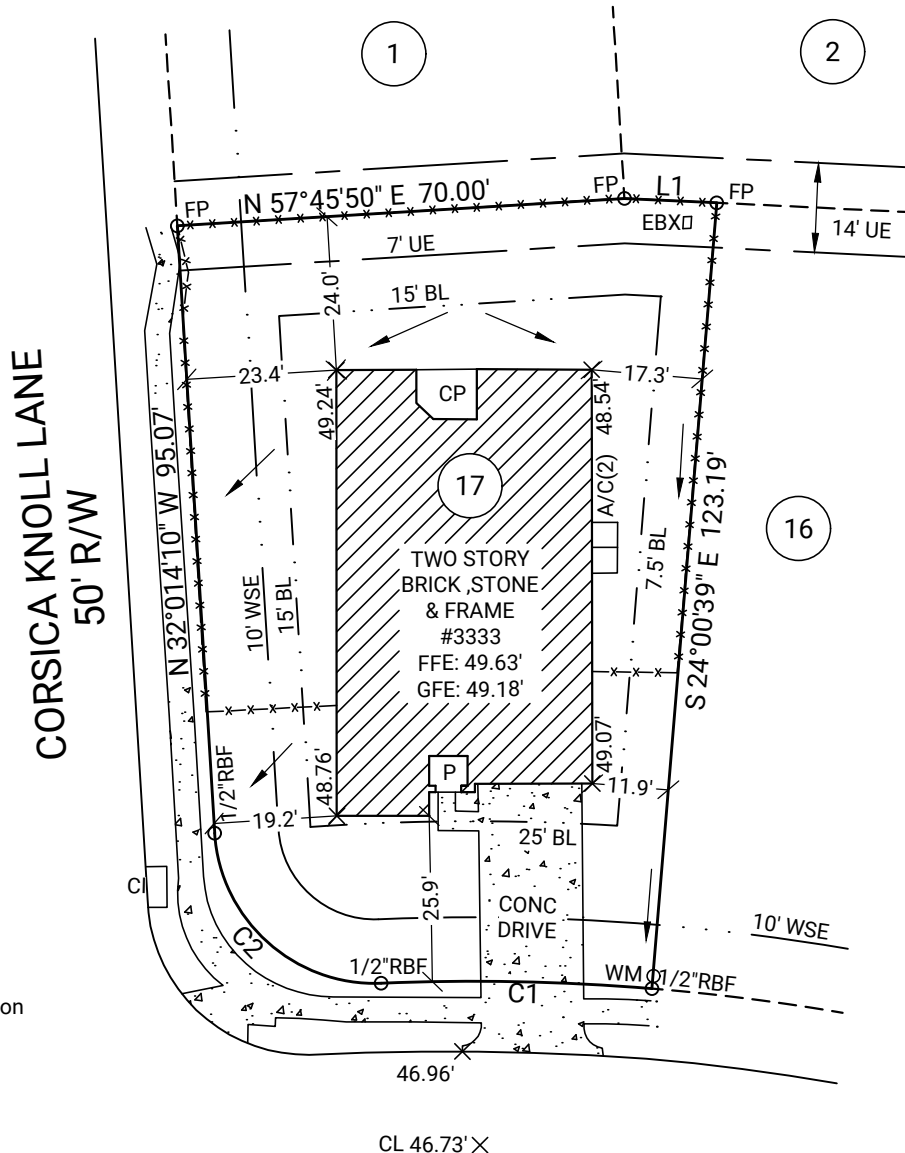 1
2
FP
N 57°45'50" E 70.00'
FP
L1
FP
EBX
14' UE
7' UE
15' BL
24.0'
23.4'
17.3'
49.24'
CP
48.54'
CORSICA KNOLL LANE
50' R/W
N 32°014'10" W 95.07'
17
A/C(2)
S 24°00'39" E 123.19'
16
10' WSE
15' BL
7.5' BL
TWO STORY
BRICK ,STONE
& FRAME
#3333
FFE: 49.63'
GFE: 49.18'
1/2"RBF
48.76'
P
49.07'
11.9'
19.2'
25' BL
CI
25.9'
CONC
DRIVE
10' WSE
C2
1/2"RBF
C1
WM
1/2"RBF
on
46.96'
CL 46.73'